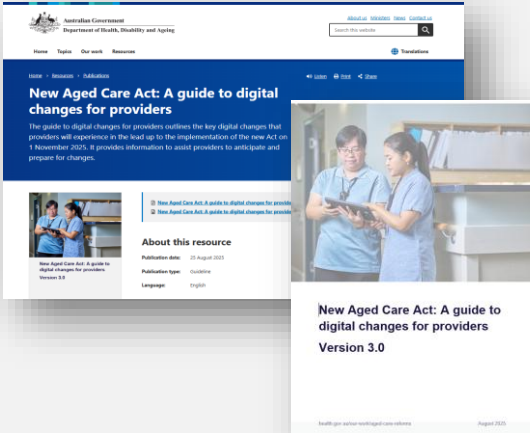 Australian Government
Department of Health, Disability and Ageing
About us Ministers News Contact us
Search this website
Home Topics Our work Resources
Translations
Home > Resources > Publications
Listen Print Share
New Aged Care Act: A guide to digital
changes for providers
The guide to digital changes for providers outlines the key digital changes that
providers will experience in the lead up to the implementation of the new Act on
1 November 2025. It provides information to assist providers to anticipate and
prepare for changes.
New Aged Care Act: A guide to digital changes for provide
New Aged Care Act: A guide to digital changes for provide
About this resource
Publication date: 25 August 2025
Publication type: Guideline
Language: English
New Aged Care Act: A guide to
digital changes for providers
Version 3.0
New Aged Care Act: A guide to
digital changes for providers
Version 3.0
August 2025